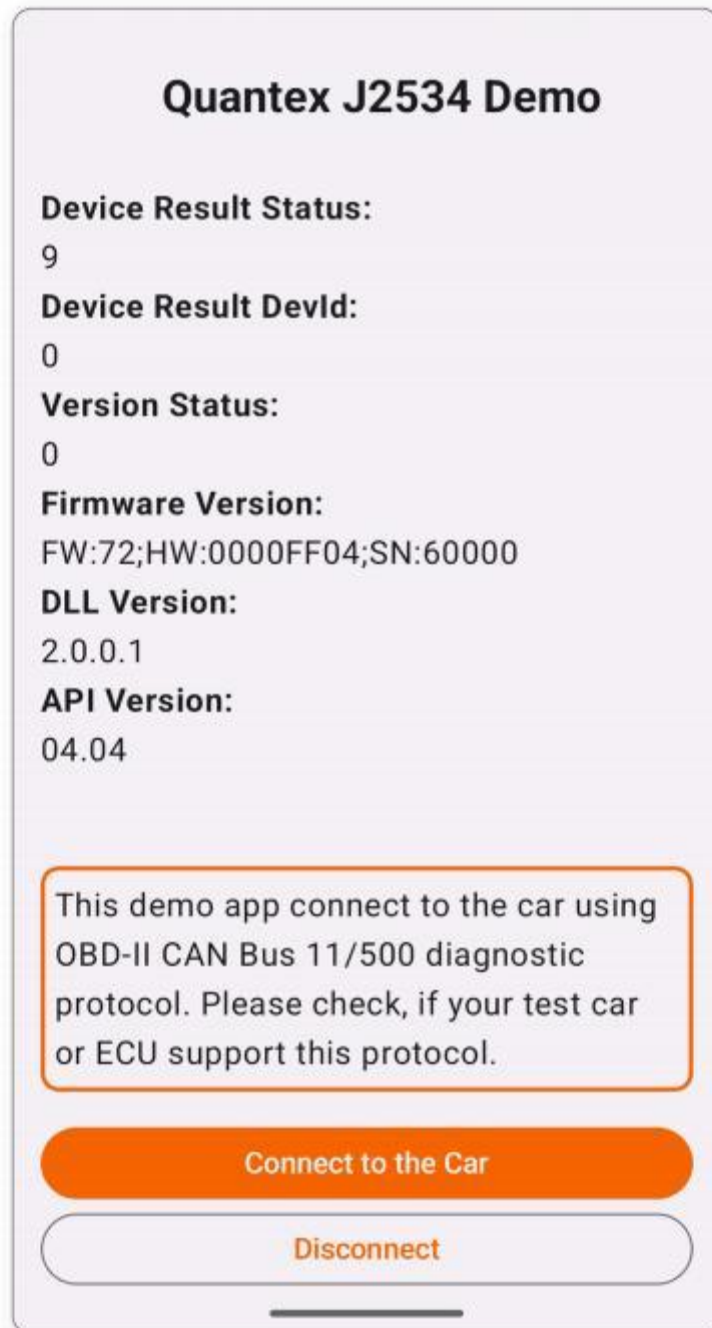 Quantex J2534 Demo
Device Result Status:
9
Device Result DevId:
0
Version Status:
0
Firmware Version:
FW:72;HW:0000FF04;SN:60000
DLL Version:
2.0.0.1
API Version:
04.04
This demo app connect to the car using
OBD-II CAN Bus 11/500 diagnostic
protocol. Please check, if your test car
or ECU support this protocol.
Connect to the Car
Disconnect